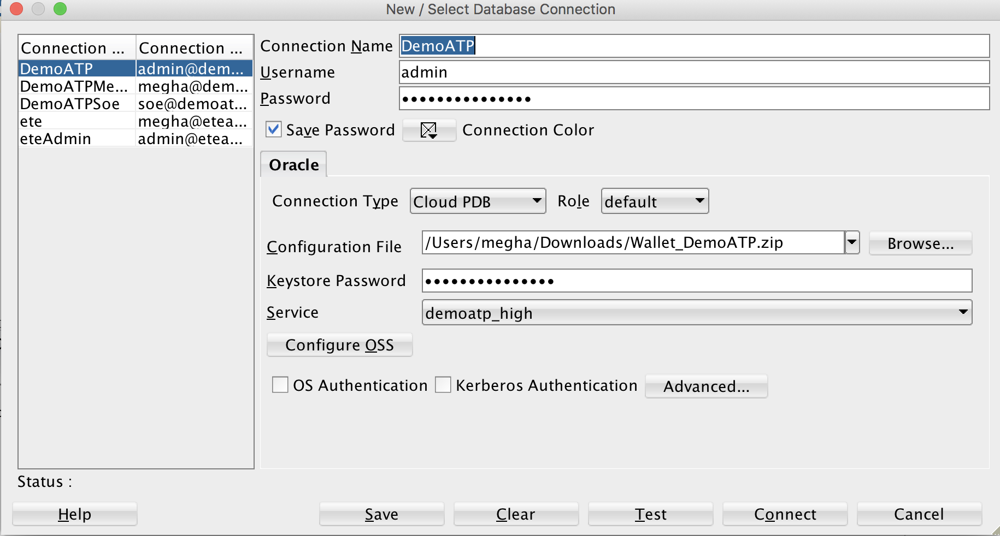 New / Select Database Connection
Connection ... Connection ...
DemoATP admin@dem...
DemoATPMe... megha@dem...
DemoATPSoe soe@demoat...
ete megha@etea...
eteAdmin admin@etea...
Connection Name DemoATP
Username admin
Password •••••••••••••••
Save Password Connection Color
Oracle
Connection Type Cloud PDB Role default
Configuration File /Users/megha/Downloads/Wallet_DemoATP.zip Browse...
Keystore Password •••••••••••••••
Service demoatp_high
Configure OSS
OS Authentication Kerberos Authentication Advanced...
Status :
Help Save Clear Test Connect Cancel